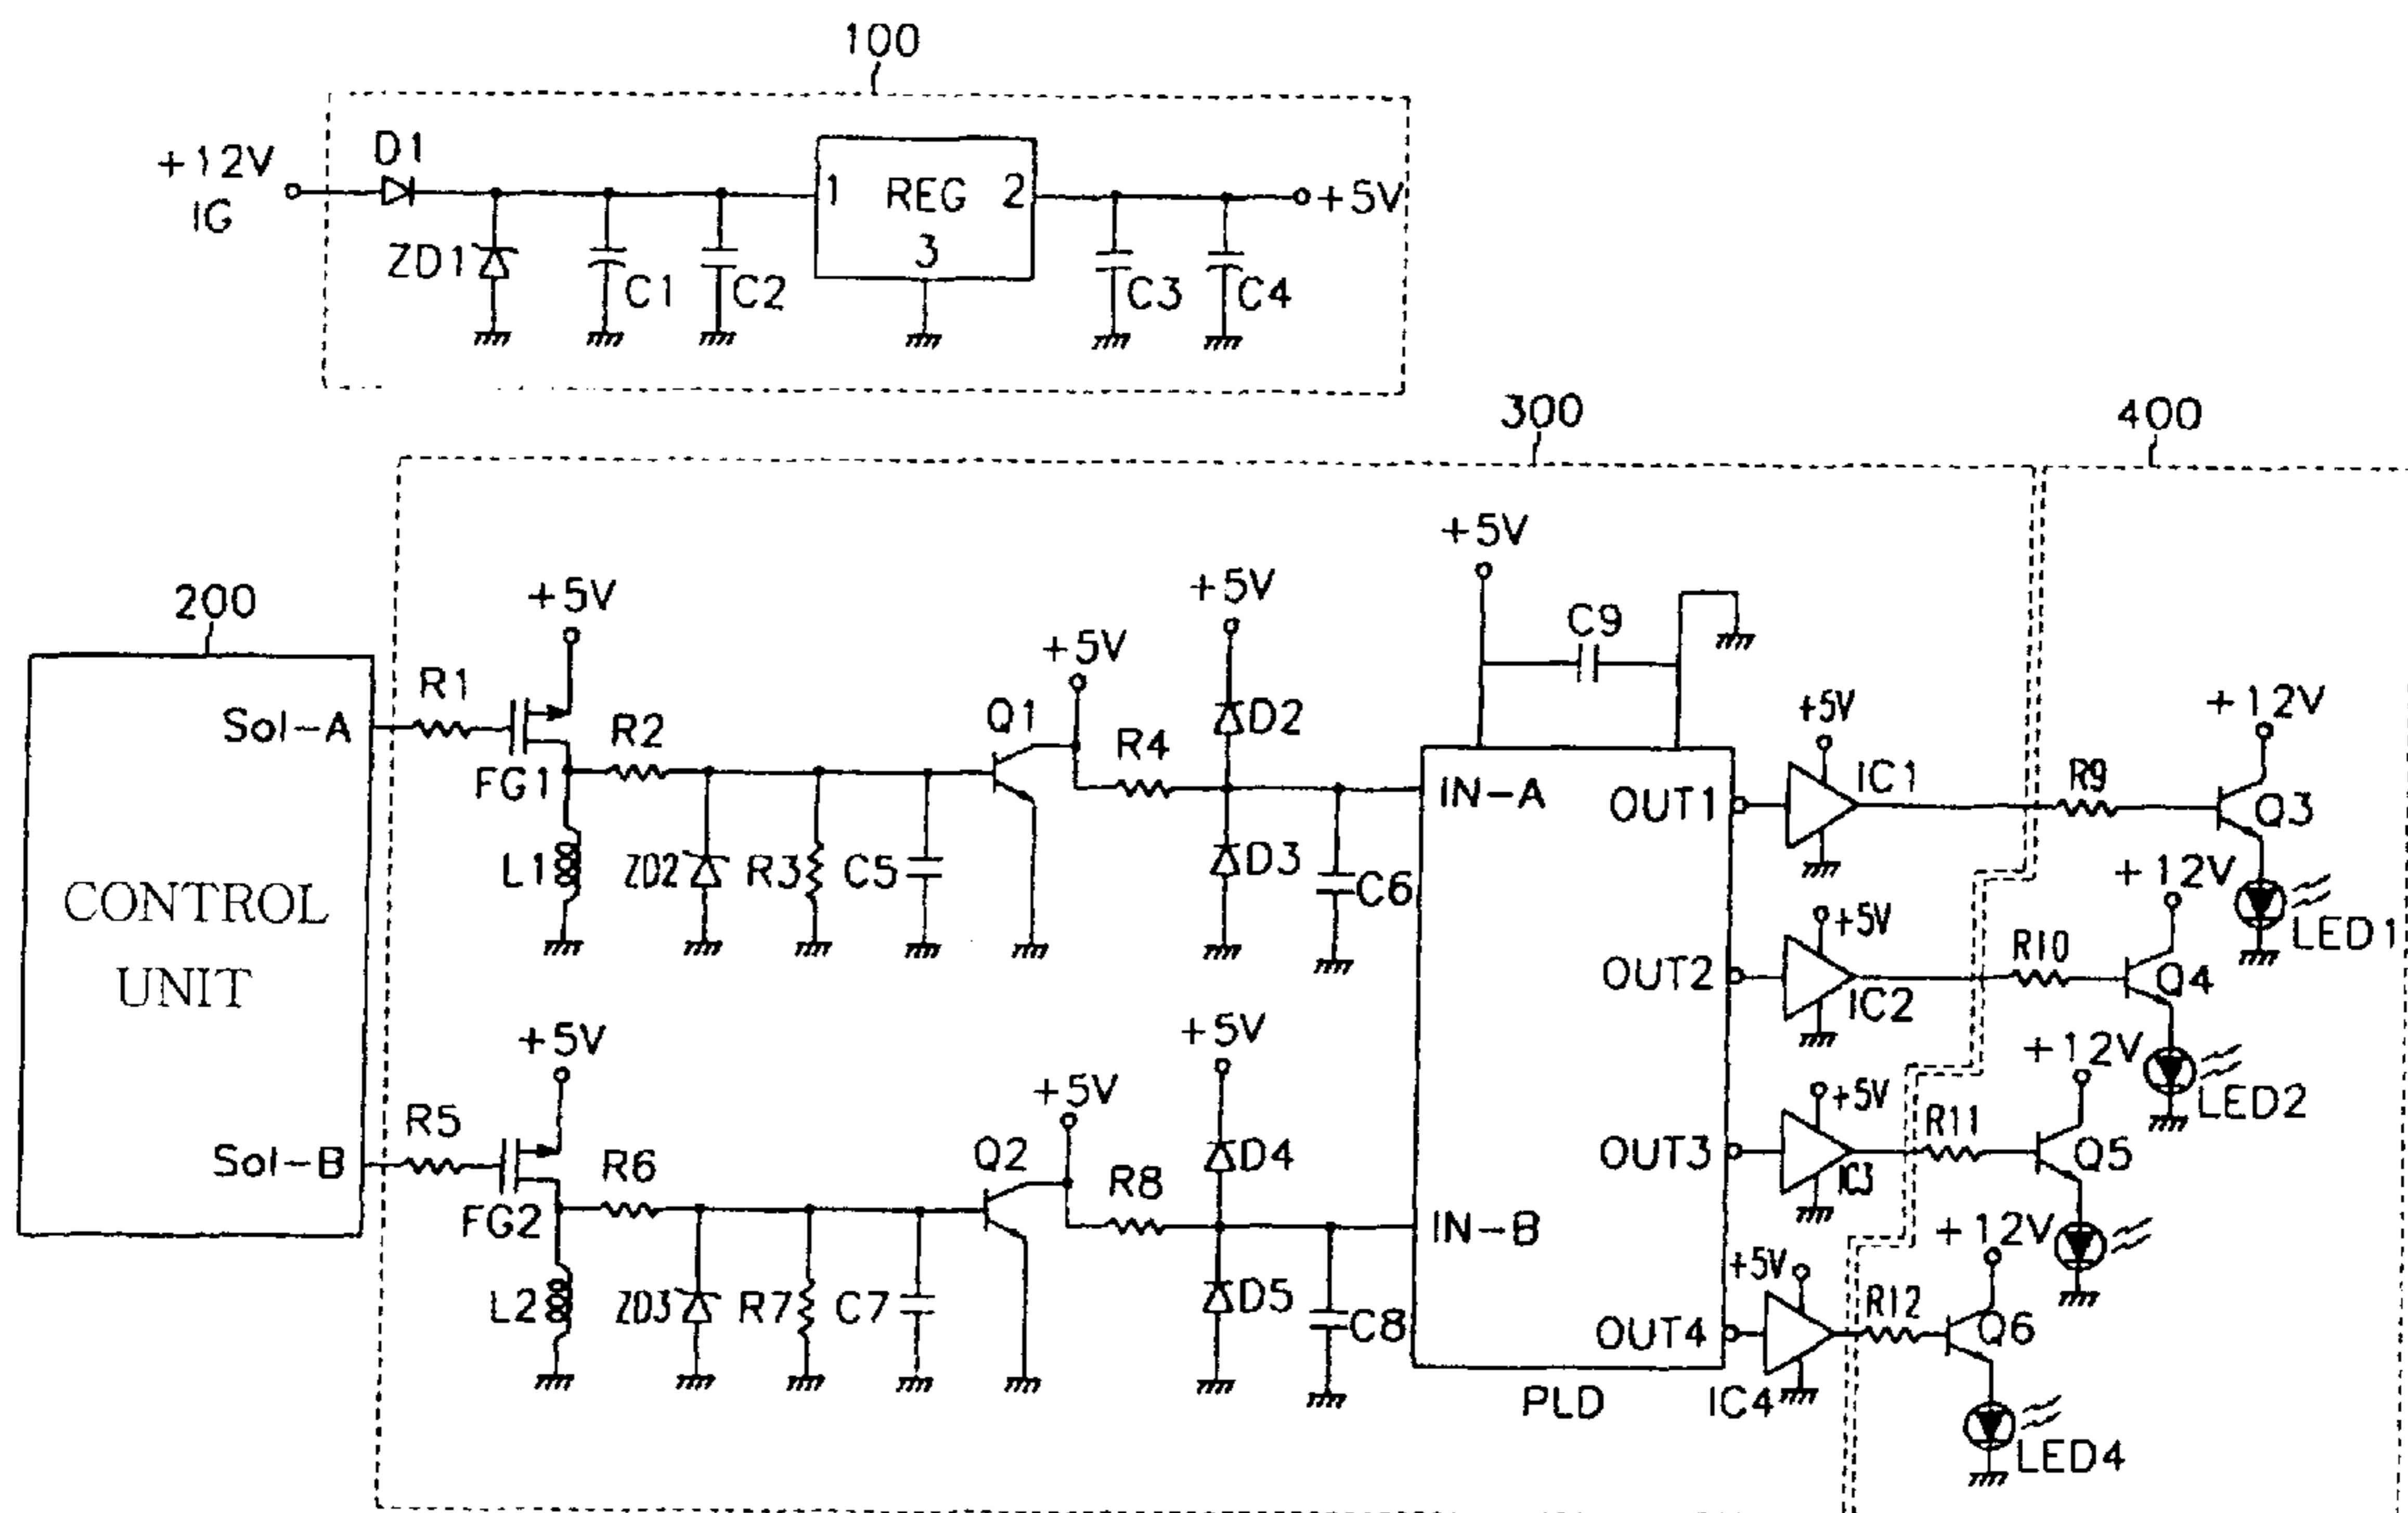 100
+12V
IG
D1
ZD1
C1
C2
1 REG 2
3
C3
C4
+5V
300
400
200
CONTROL
UNIT
Sol-A
Sol-B
R1
+5V
FG1
L1
R2
ZD2
R3
C5
Q1
+5V
R4
+5V
D2
D3
C6
R5
+5V
FG2
L2
R6
ZD3
R7
C7
Q2
+5V
R8
+5V
D4
D5
C8
+5V
C9
IN-A
IN-B
OUT1
OUT2
OUT3
OUT4
PLD
+5V
IC1
R9
+12V
Q3
LED1
+5V
IC2
R10
+12V
Q4
LED2
+5V
IC3
R11
+12V
Q5
+5V
IC4
R12
+12V
Q6
LED4